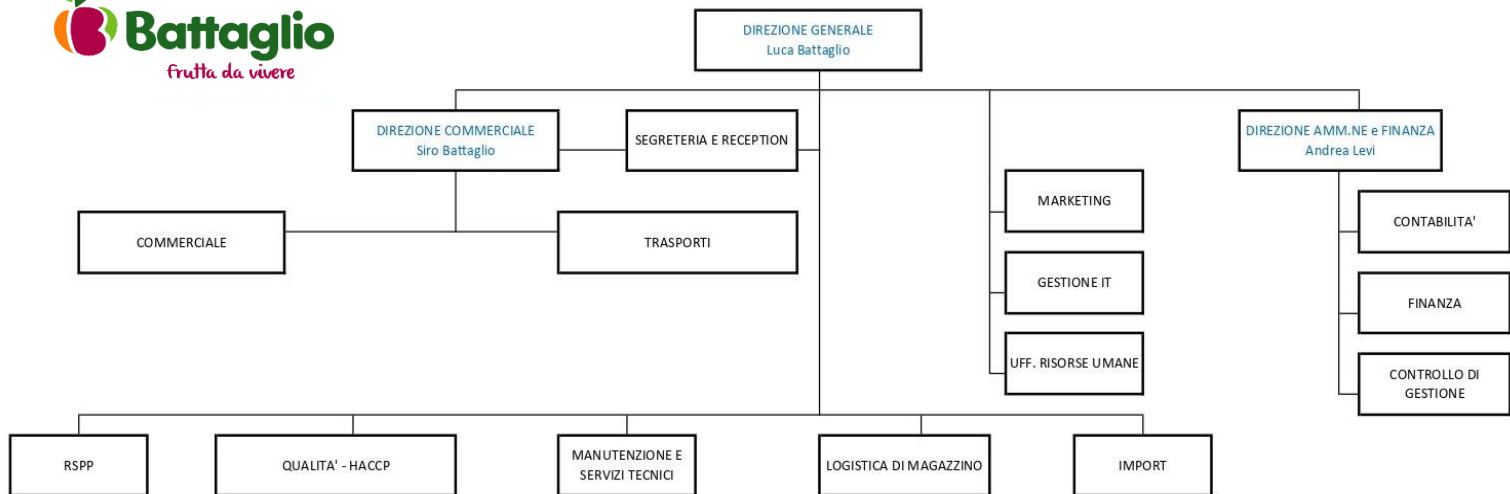 Battaglio
frutta da vivere
DIREZIONE GENERALE
Luca Battaglio
DIREZIONE COMMERCIALE
Siro Battaglio
SEGRETERIA E RECEPTION
DIREZIONE AMM.NE e FINANZA
Andrea Levi
COMMERCIALE
TRASPORTI
MARKETING
GESTIONE IT
UFF. RISORSE UMANE
CONTABILITA'
FINANZA
CONTROLLO DI
GESTIONE
RSPP
QUALITA' - HACCP
MANUTENZIONE E
SERVIZI TECNICI
LOGISTICA DI MAGAZZINO
IMPORT